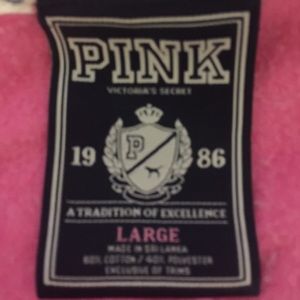 PINK
VICTORIA'S SECRET
P
19 86
A TRADITION OF EXCELLENCE
LARGE
MADE IN SRI LANKA
60% COTTON / 40% POLYESTER
EXCLUSIVE OF TRIMS